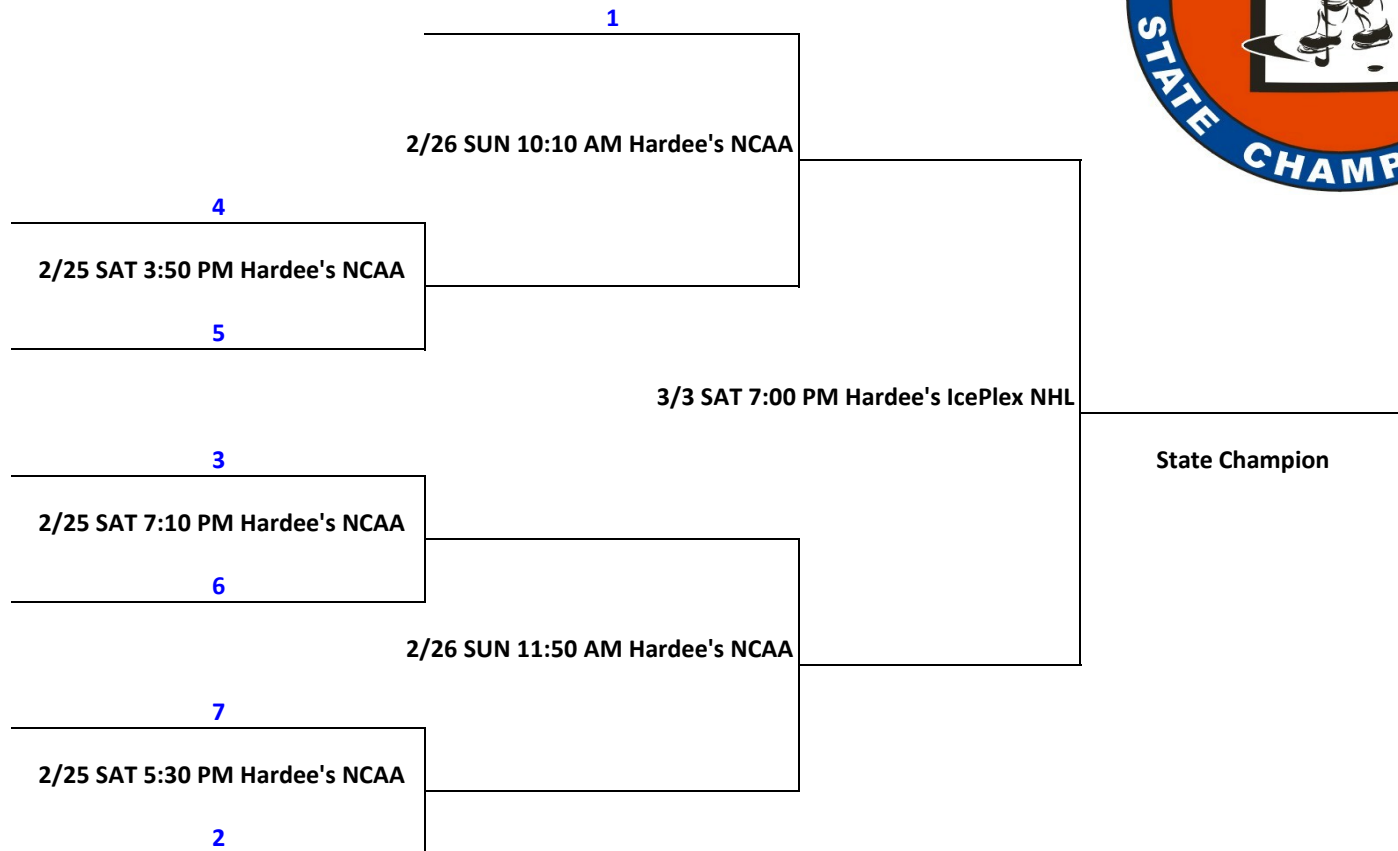 1
STATE CHAMP
2/26 SUN 10:10 AM Hardee's NCAA
4
2/25 SAT 3:50 PM Hardee's NCAA
5
3/3 SAT 7:00 PM Hardee's IcePlex NHL
3
State Champion
2/25 SAT 7:10 PM Hardee's NCAA
6
2/26 SUN 11:50 AM Hardee's NCAA
7
2/25 SAT 5:30 PM Hardee's NCAA
2